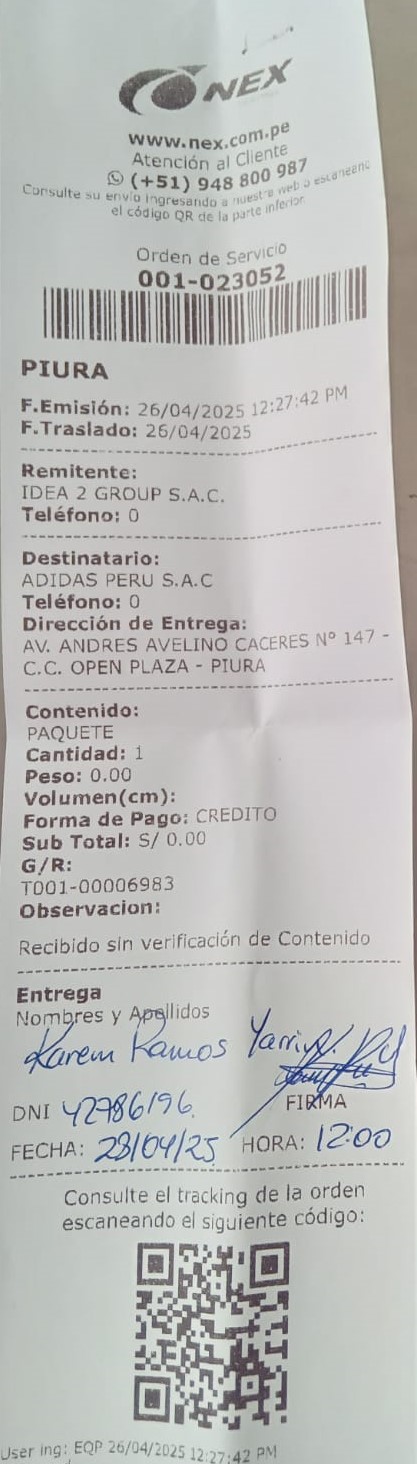 NEX
www.nex.com.pe
Atención al Cliente
(+51) 948 800 987
Consulte su envío ingresando a nuestra web o escaneand
el código QR de la parte inferior
Orden de Servicio
001-023052
PIURA
F.Emisión: 26/04/2025 12:27:42 PM
F.Traslado: 26/04/2025
Remitente:
IDEA 2 GROUP S.A.C.
Teléfono: 0
Destinatario:
ADIDAS PERU S.A.C
Teléfono: 0
Dirección de Entrega:
AV. ANDRES AVELINO CACERES Nº 147 -
C.C. OPEN PLAZA - PIURA
Contenido:
PAQUETE
Cantidad: 1
Peso: 0.00
Volumen(cm):
Forma de Pago: CREDITO
Sub Total: S/ 0.00
G/R:
T001-00006983
Observacion:
Recibido sin verificación de Contenido
Entrega
Nombres y Apellidos
Karem Ramos
DNI 42786196. FIRMA
FECHA: 28/04/25 HORA: 12:00
Consulte el tracking de la orden
escaneando el siguiente código:
User ing: EQP 26/04/2025 12:27:42 PM